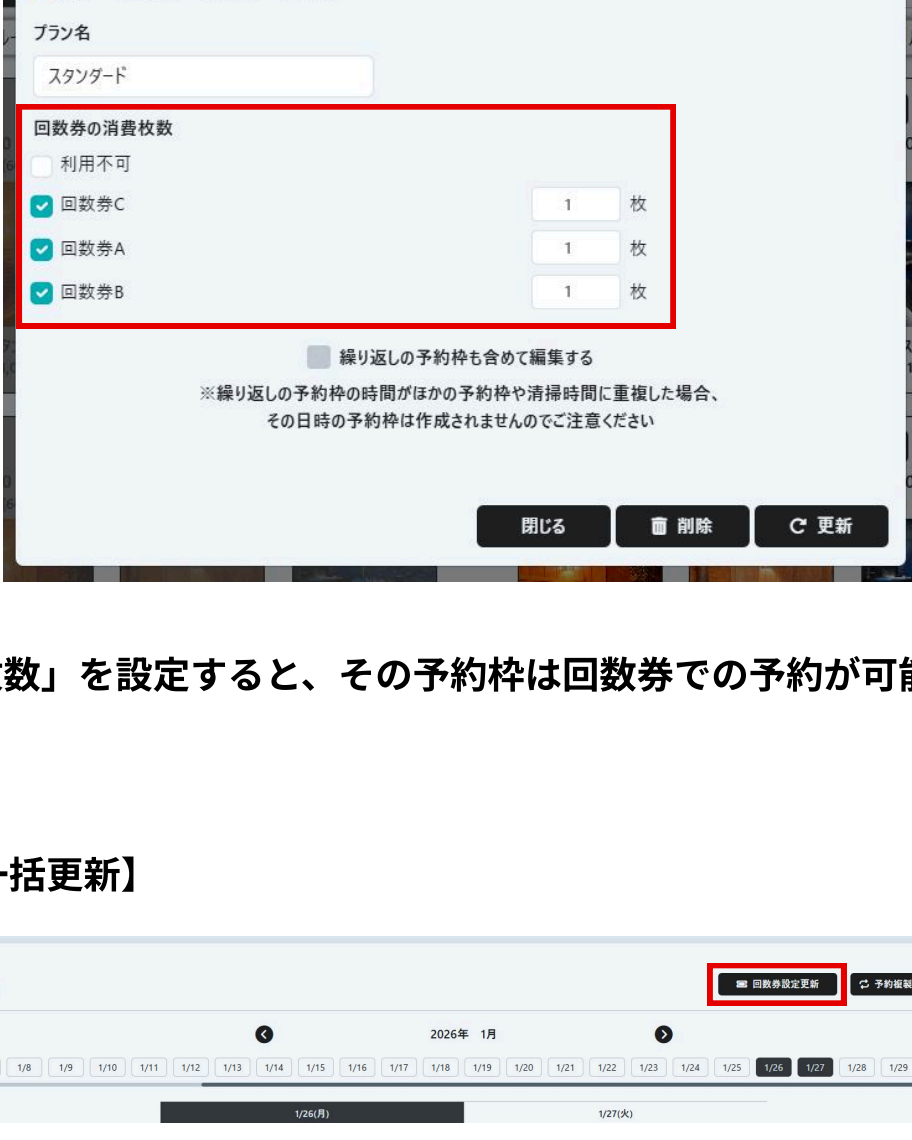 プラン名
スタンダード
回数券の消費枚数
利用不可
回数券C 1 枚
回数券A 1 枚
回数券B 1 枚
繰り返しの予約枠も含めて編集する
※繰り返しの予約枠の時間がほかの予約枠や清掃時間に重複した場合、
その日時の予約枠は作成されませんのでご注意ください
閉じる 削除 更新
数」を設定すると、その予約枠は回数券での予約が可能
括更新】
回数券設定更新 予約複製
2026年 1月
1/8 1/9 1/10 1/11 1/12 1/13 1/14 1/15 1/16 1/17 1/18 1/19 1/20 1/21 1/22 1/23 1/24 1/25 1/26 1/27 1/28 1/29
1/26(月) 1/27(火)